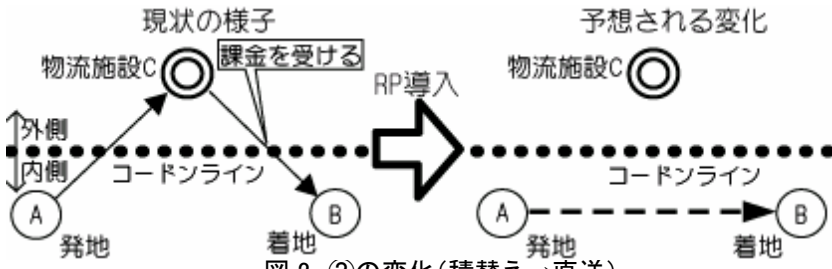 現状の様子
予想される変化
物流施設C
課金を受ける
物流施設C
RP導入
外側
内側
コードンライン
コードンライン
A
B
A
B
発地
着地
発地
着地